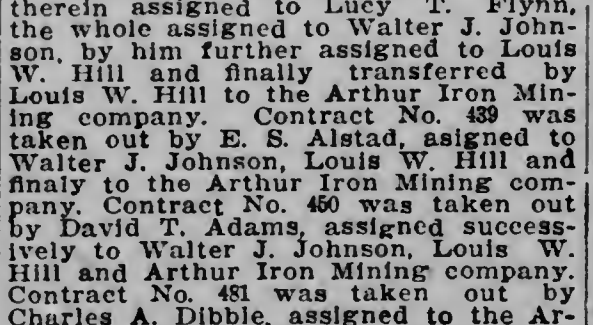 therein assigned to Lucy T. Flynn,
the whole assigned to Walter J. John-
son, by him further assigned to Louis
W. Hill and finally transferred by
Louis W. Hill to the Arthur Iron Min-
ing company. Contract No. 439 was
taken out by E. S. Alstad, asigned to
Walter J. Johnson, Louis W. Hill and
finaly to the Arthur Iron Mining com-
pany. Contract No. 450 was taken out
by David T. Adams, assigned success-
ively to Walter J. Johnson, Louis W.
Hill and Arthur Iron Mining company.
Contract No. 481 was taken out by
Charles A. Dibble, assigned to the Ar-